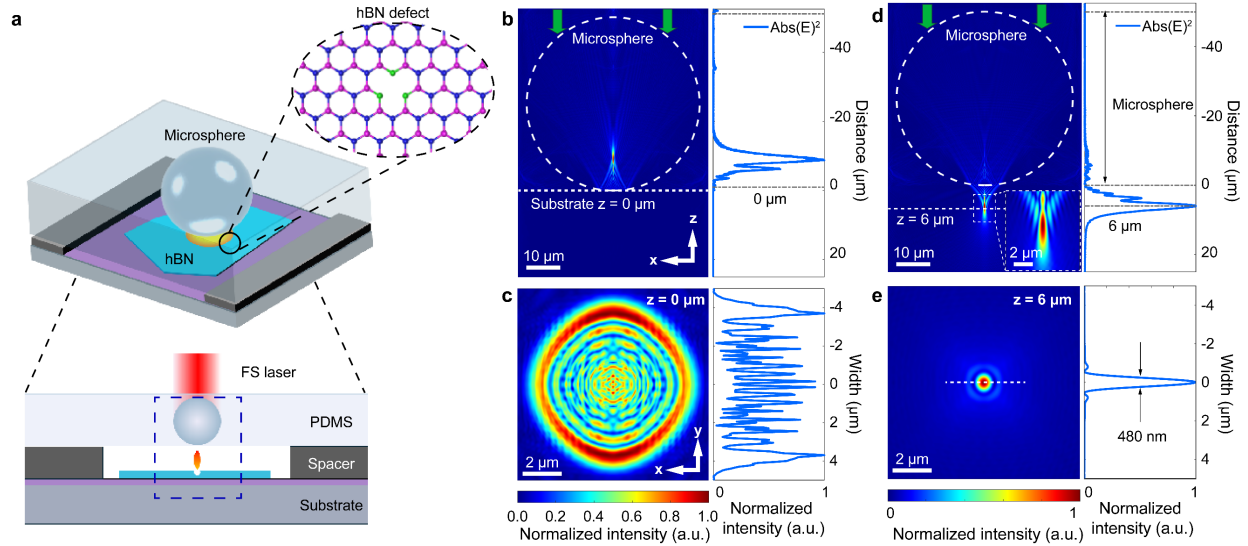 a
hBN defect
Microsphere
hBN
FS laser
PDMS
Spacer
Substrate
b
Microsphere
Substrate z = 0 µm
10 µm
z
x
Abs(E)²
0 µm
-40
-20
0
20
Distance (µm)
c
z = 0 µm
2 µm
y
x
-4
-2
0
2
4
Width (µm)
0.0 0.2 0.4 0.6 0.8 1.0
Normalized intensity (a.u.)
0 1
Normalized
intensity (a.u.)
d
Microsphere
z = 6 µm
10 µm
2 µm
Abs(E)²
Microsphere
6 µm
-40
-20
0
20
Distance (µm)
e
z = 6 µm
2 µm
480 nm
-4
-2
0
2
4
Width (µm)
0 1
Normalized intensity (a.u.)
0 1
Normalized
intensity (a.u.)